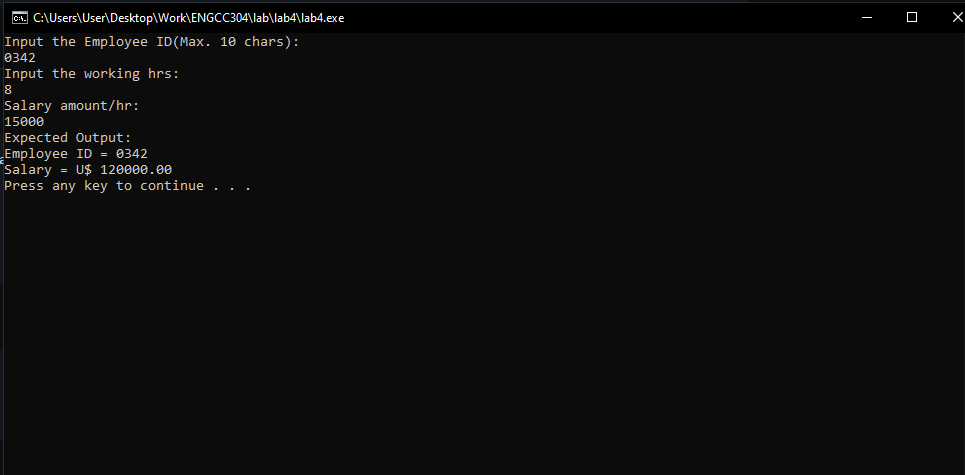 C:\Users\User\Desktop\Work\ENGCC304\lab\lab4\lab4.exe
Input the Employee ID(Max. 10 chars):
0342
Input the working hrs:
8
Salary amount/hr:
15000
Expected Output:
Employee ID = 0342
Salary = U$ 120000.00
Press any key to continue . . .